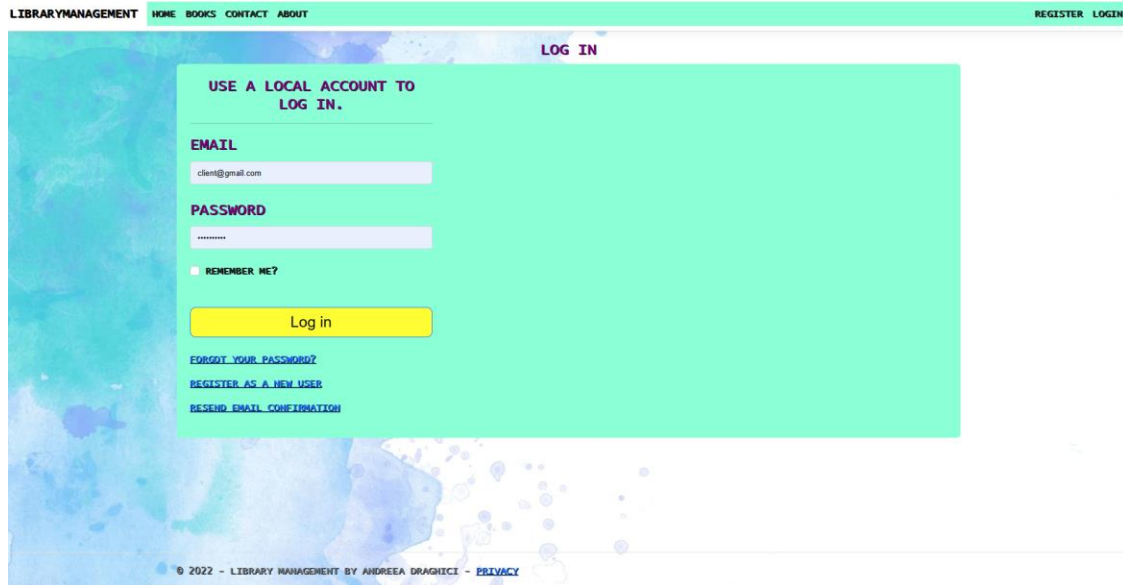 LIBRARYMANAGEMENT HOME BOOKS CONTACT ABOUT REGISTER LOGIN
LOG IN
USE A LOCAL ACCOUNT TO
LOG IN.
EMAIL
client@gmail.com
PASSWORD
••••••••••
REMEMBER ME?
Log in
FORGOT YOUR PASSWORD?
REGISTER AS A NEW USER
RESEND EMAIL CONFIRMATION
© 2022 - LIBRARY MANAGEMENT BY ANDREEA DRAGHICI - PRIVACY